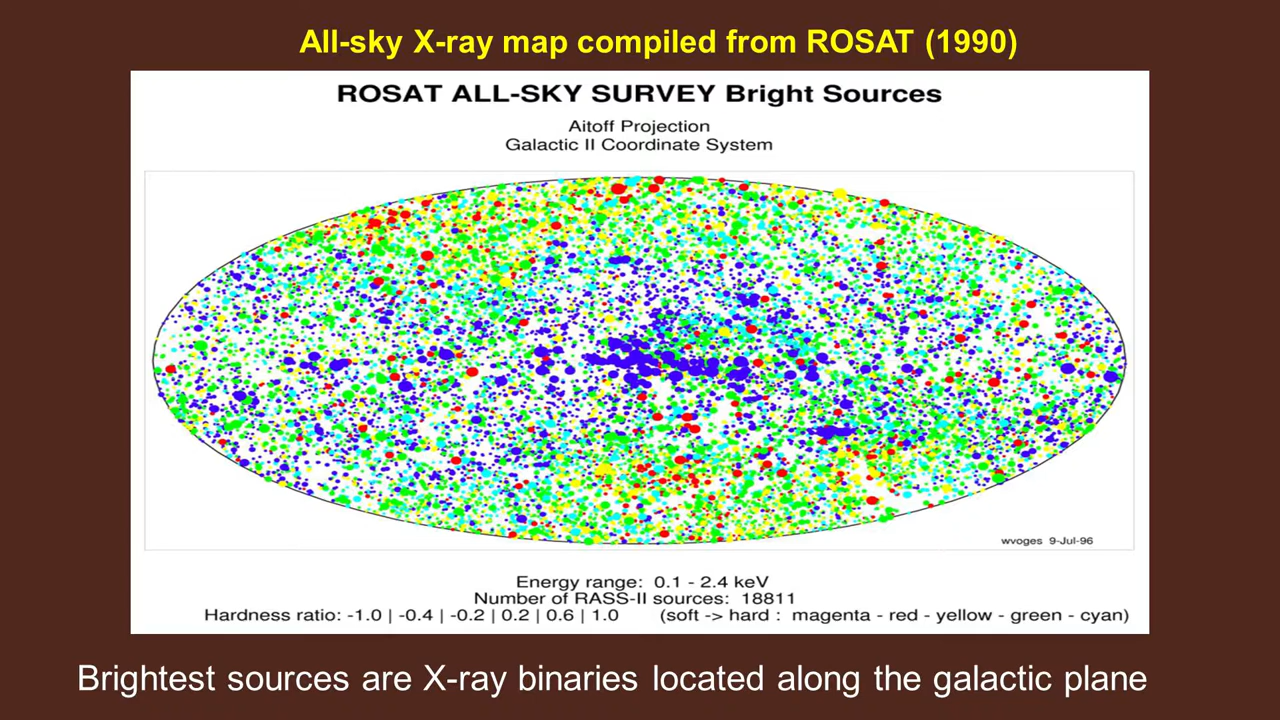 All-sky X-ray map compiled from ROSAT (1990)
ROSAT ALL-SKY SURVEY Bright Sources
Aitoff Projection
Galactic II Coordinate System
wvoges 9-Jul-96
Energy range: 0.1 - 2.4 keV
Number of RASS-II sources: 18811
Hardness ratio: -1.0 | -0.4 | -0.2 | 0.2 | 0.6 | 1.0 (soft -> hard : magenta - red - yellow - green - cyan)
Brightest sources are X-ray binaries located along the galactic plane